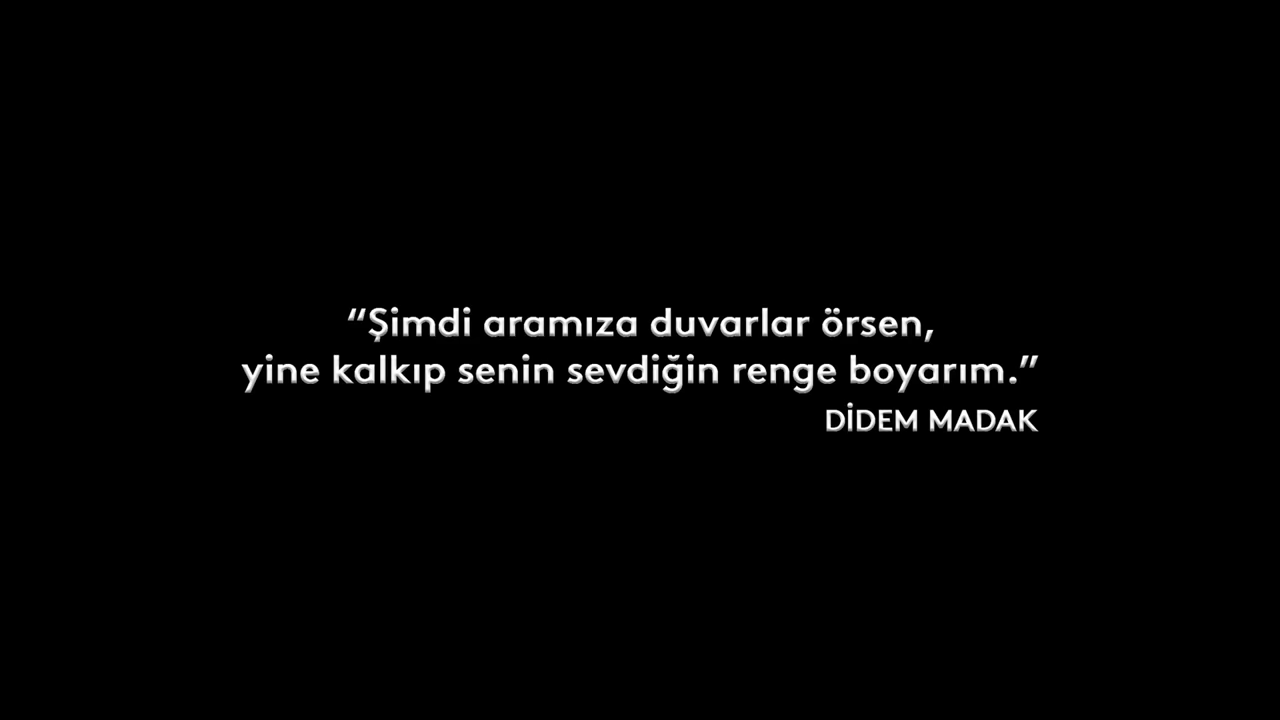 “Şimdi aramıza duvarlar örsen,
yine kalkıp senin sevdiğin renge boyarım.”
DİDEM MADAK